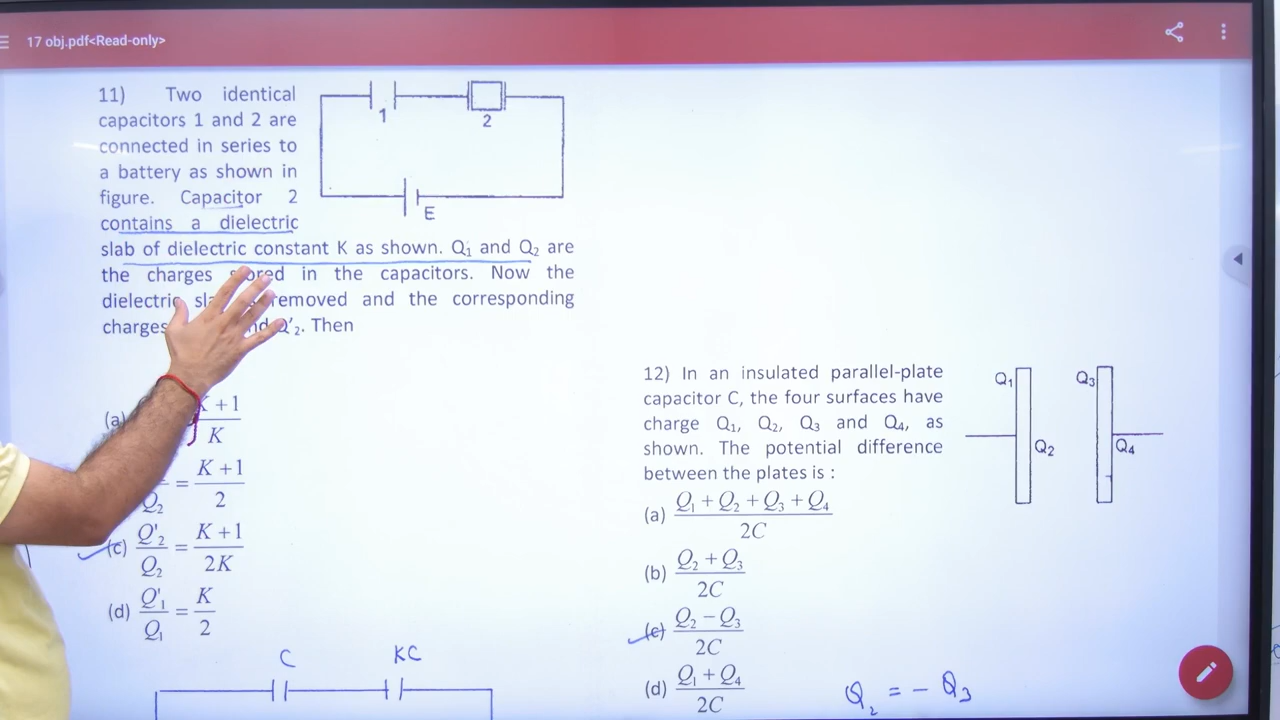 17 obj.pdf<Read-only>
11) Two identical
capacitors 1 and 2 are
connected in series to
a battery as shown in
figure. Capacitor 2
contains a dielectric
slab of dielectric constant K as shown. Q₁ and Q₂ are
the charges stored in the capacitors. Now the
dielectric removed and the corresponding
charges Q'₂. Then
1
2
E
(a) K+1/K
Q₂ = K+1/2
(c) Q'₂/Q₂ = K+1/2K
(d) Q'₁/Q₁ = K/2
C KC
12) In an insulated parallel-plate
capacitor C, the four surfaces have
charge Q₁, Q₂, Q₃ and Q₄, as
shown. The potential difference
between the plates is :
(a) Q₁+Q₂+Q₃+Q₄/2C
(b) Q₂+Q₃/2C
(c) Q₂−Q₃/2C
(d) Q₁+Q₄/2C
Q₁ Q₃
Q₂ Q₄
Q₂ = - Q₃